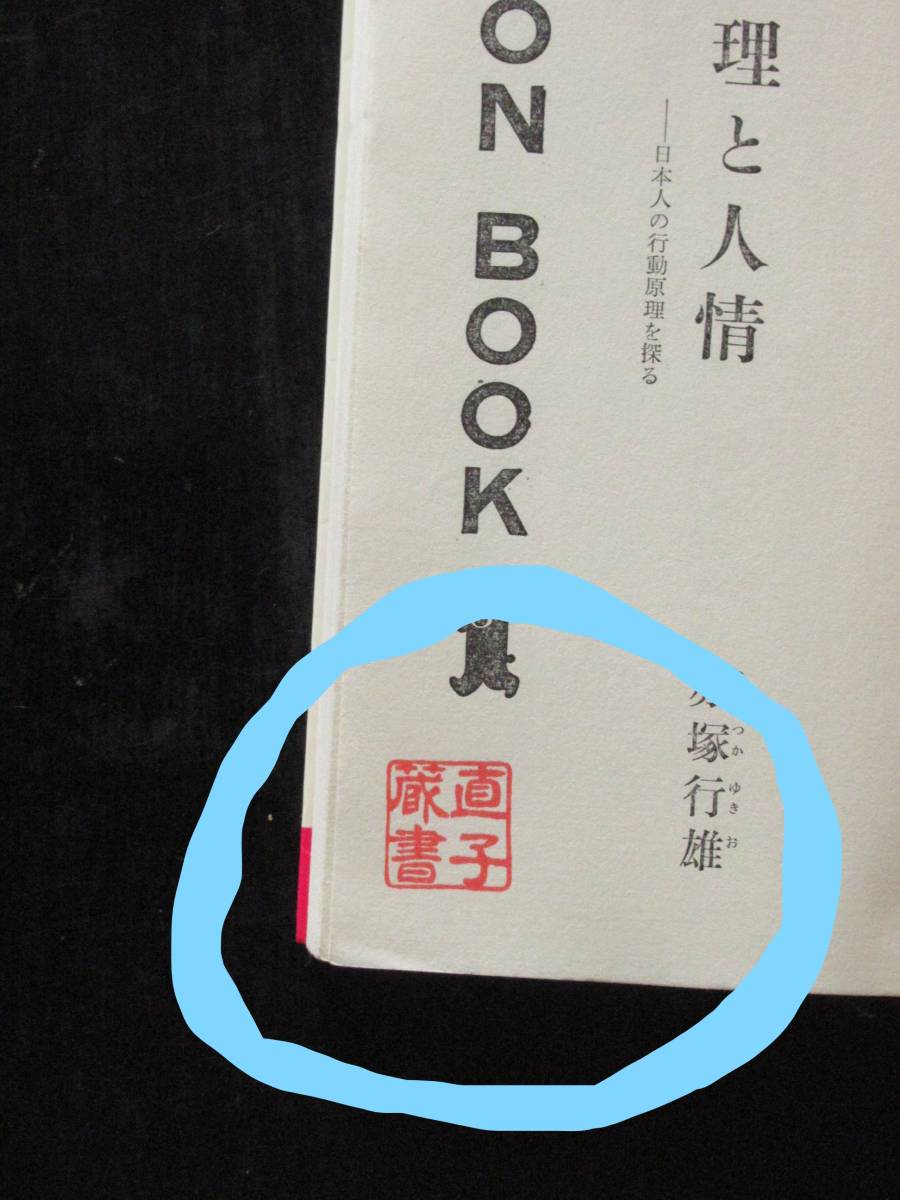 理と人情
──日本人の行動原理を探る
塚行雄
つか ゆき お
ON BOOK
直子
蔵書